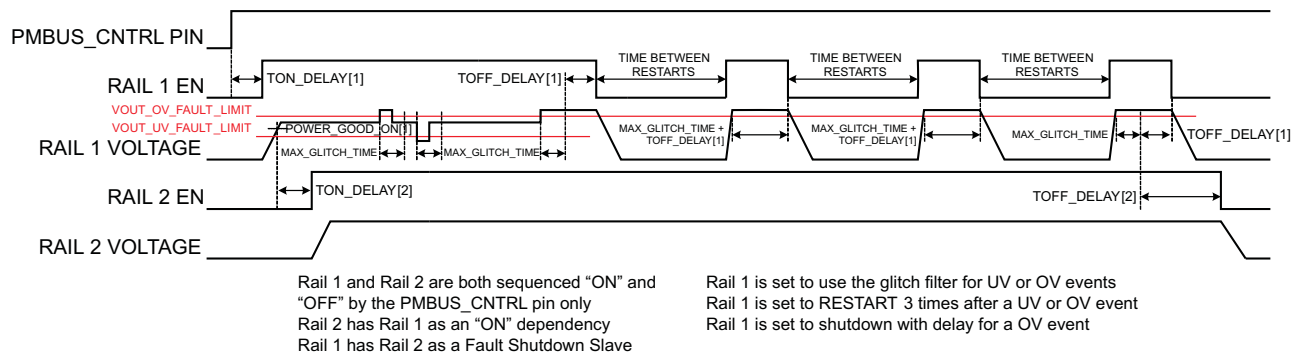 PMBUS_CNTRL PIN
RAIL 1 EN
TON_DELAY[1]
TOFF_DELAY[1]
TIME BETWEEN
RESTARTS
TIME BETWEEN
RESTARTS
TIME BETWEEN
RESTARTS
VOUT_OV_FAULT_LIMIT
VOUT_UV_FAULT_LIMIT
POWER_GOOD_ON[1]
RAIL 1 VOLTAGE
MAX_GLITCH_TIME
MAX_GLITCH_TIME
MAX_GLITCH_TIME +
TOFF_DELAY[1]
MAX_GLITCH_TIME +
TOFF_DELAY[1]
MAX_GLITCH_TIME
TOFF_DELAY[1]
RAIL 2 EN
TON_DELAY[2]
TOFF_DELAY[2]
RAIL 2 VOLTAGE
Rail 1 and Rail 2 are both sequenced “ON” and
“OFF” by the PMBUS_CNTRL pin only
Rail 2 has Rail 1 as an “ON” dependency
Rail 1 has Rail 2 as a Fault Shutdown Slave
Rail 1 is set to use the glitch filter for UV or OV events
Rail 1 is set to RESTART 3 times after a UV or OV event
Rail 1 is set to shutdown with delay for a OV event